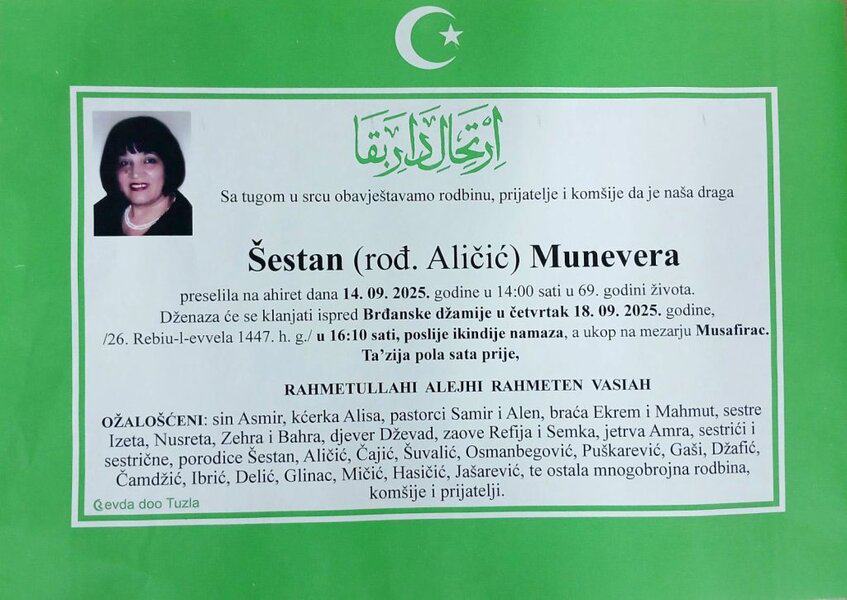 اِرْتِحَالِ دَارِ بَقَا
Sa tugom u srcu obavještavamo rodbinu, prijatelje i komšije da je naša draga
Šestan (rođ. Aličić) Munevera
preselila na ahiret dana 14. 09. 2025. godine u 14:00 sati u 69. godini života.
Dženaza će se klanjati ispred Brđanske džamije u četvrtak 18. 09. 2025. godine,
/26. Rebiu-l-evvela 1447. h. g./ u 16:10 sati, poslije ikindije namaza, a ukop na mezarju Musafirac.
Ta’zija pola sata prije,
RAHMETULLAHI ALEJHI RAHMETEN VASIAH
OŽALOŠĆENI: sin Asmir, kćerka Alisa, pastorci Samir i Alen, braća Ekrem i Mahmut, sestre
Izeta, Nusreta, Zehra i Bahra, djever Dževad, zaove Refija i Semka, jetrva Amra, sestrići i
sestrične, porodice Šestan, Aličić, Čajić, Šuvalić, Osmanbegović, Puškarević, Gaši, Džafić,
Čamdžić, Ibrić, Delić, Glinac, Mičić, Hasičić, Jašarević, te ostala mnogobrojna rodbina,
komšije i prijatelji.
evda doo Tuzla